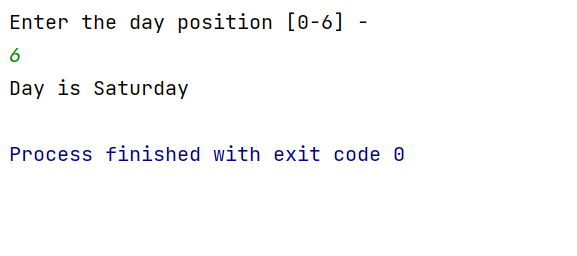 Enter the day position [0-6] -
6
Day is Saturday
Process finished with exit code 0